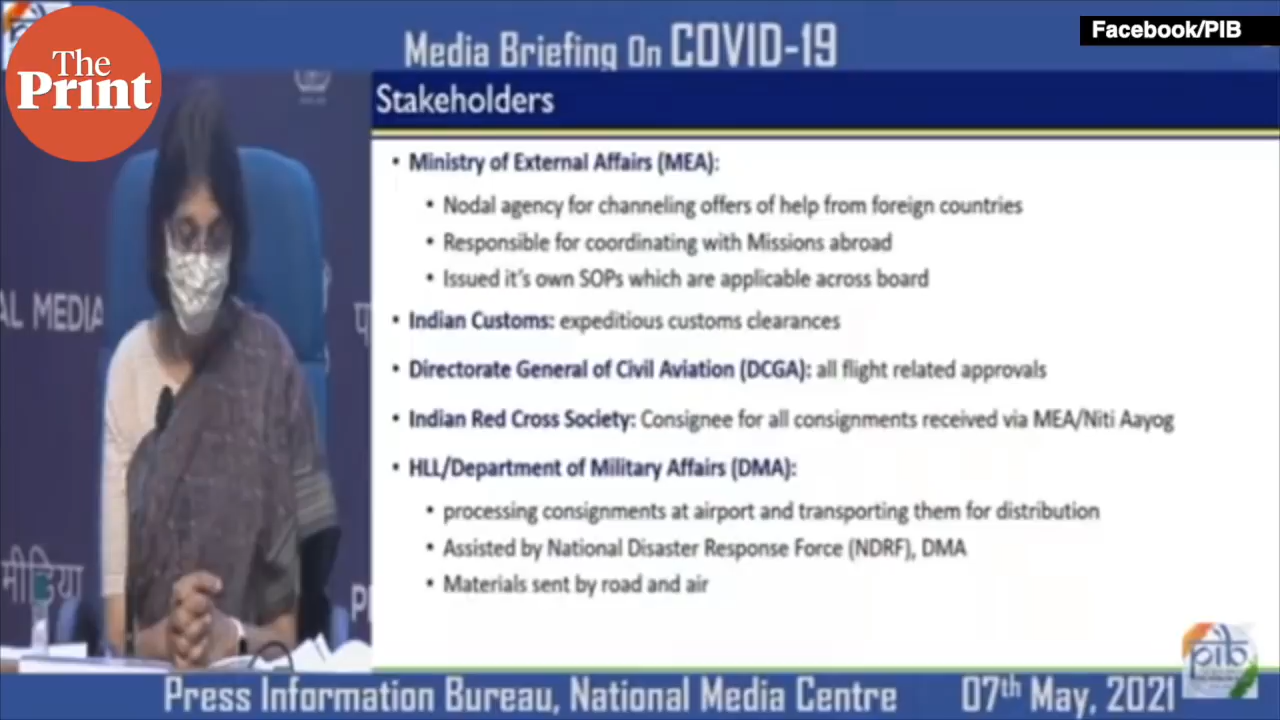 The
Print
Facebook/PIB
Media Briefing On COVID-19
Stakeholders
• Ministry of External Affairs (MEA):
• Nodal agency for channeling offers of help from foreign countries
• Responsible for coordinating with Missions abroad
• Issued it's own SOPs which are applicable across board
• Indian Customs: expeditious customs clearances
• Directorate General of Civil Aviation (DCGA): all flight related approvals
• Indian Red Cross Society: Consignee for all consignments received via MEA/Niti Aayog
• HLL/Department of Military Affairs (DMA):
• processing consignments at airport and transporting them for distribution
• Assisted by National Disaster Response Force (NDRF), DMA
• Materials sent by road and air
AL MEDIA
मीडिया
pib
Press Information Bureau, National Media Centre 07th May, 2021